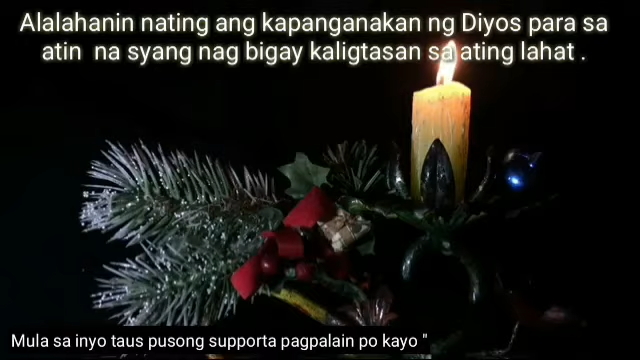 Alalahanin nating ang kapanganakan ng Diyos para sa
atin na syang nag bigay kaligtasan sa ating lahat .
Mula sa inyo taus pusong supporta pagpalain po kayo "